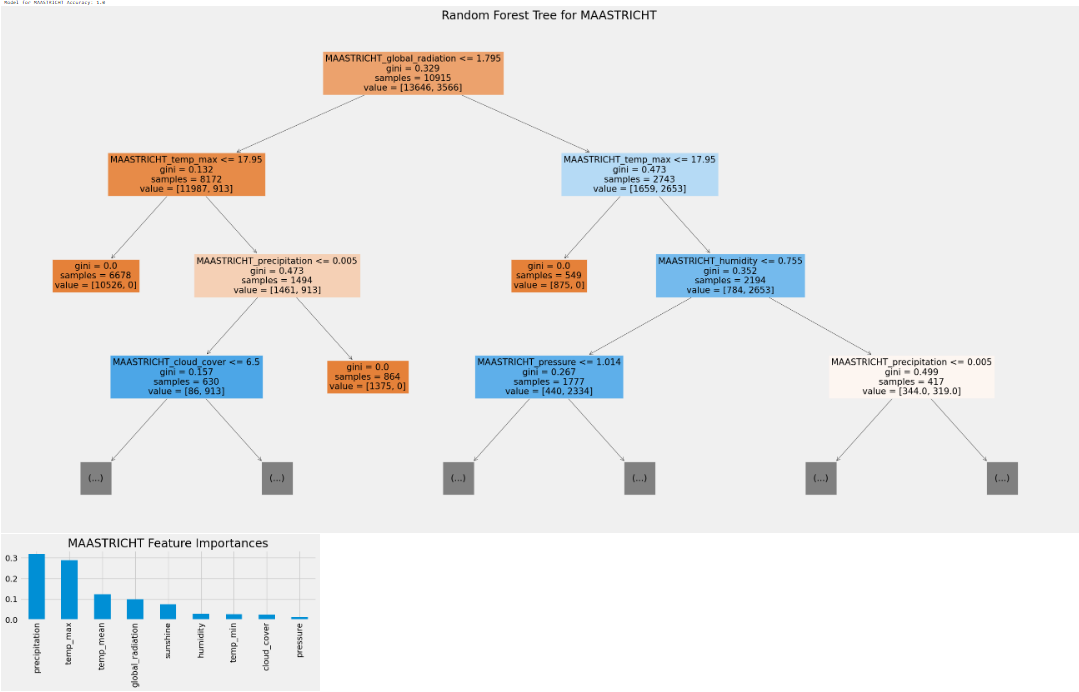 Model for MAASTRICHT Accuracy: 1.0
Random Forest Tree for MAASTRICHT
MAASTRICHT_global_radiation <= 1.795
gini = 0.329
samples = 10915
value = [13646, 3566]
MAASTRICHT_temp_max <= 17.95
gini = 0.132
samples = 8172
value = [11987, 913]
MAASTRICHT_temp_max <= 17.95
gini = 0.473
samples = 2743
value = [1659, 2653]
gini = 0.0
samples = 6678
value = [10526, 0]
MAASTRICHT_precipitation <= 0.005
gini = 0.473
samples = 1494
value = [1461, 913]
gini = 0.0
samples = 549
value = [875, 0]
MAASTRICHT_humidity <= 0.755
gini = 0.352
samples = 2194
value = [784, 2653]
MAASTRICHT_cloud_cover <= 6.5
gini = 0.157
samples = 630
value = [86, 913]
gini = 0.0
samples = 864
value = [1375, 0]
MAASTRICHT_pressure <= 1.014
gini = 0.267
samples = 1777
value = [440, 2334]
MAASTRICHT_precipitation <= 0.005
gini = 0.499
samples = 417
value = [344.0, 319.0]
(...)
(...)
(...)
(...)
(...)
(...)
MAASTRICHT Feature Importances
0.3
0.2
0.1
0.0
precipitation
temp_max
temp_mean
global_radiation
sunshine
humidity
temp_min
cloud_cover
pressure